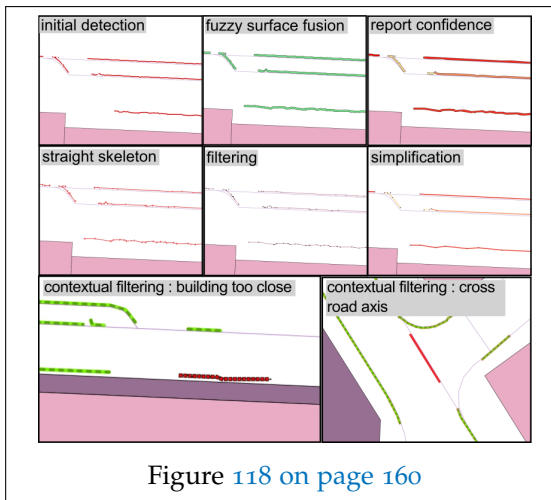 initial detection
fuzzy surface fusion
report confidence
straight skeleton
filtering
simplification
contextual filtering : building too close
contextual filtering : cross
road axis
Figure 118 on page 160